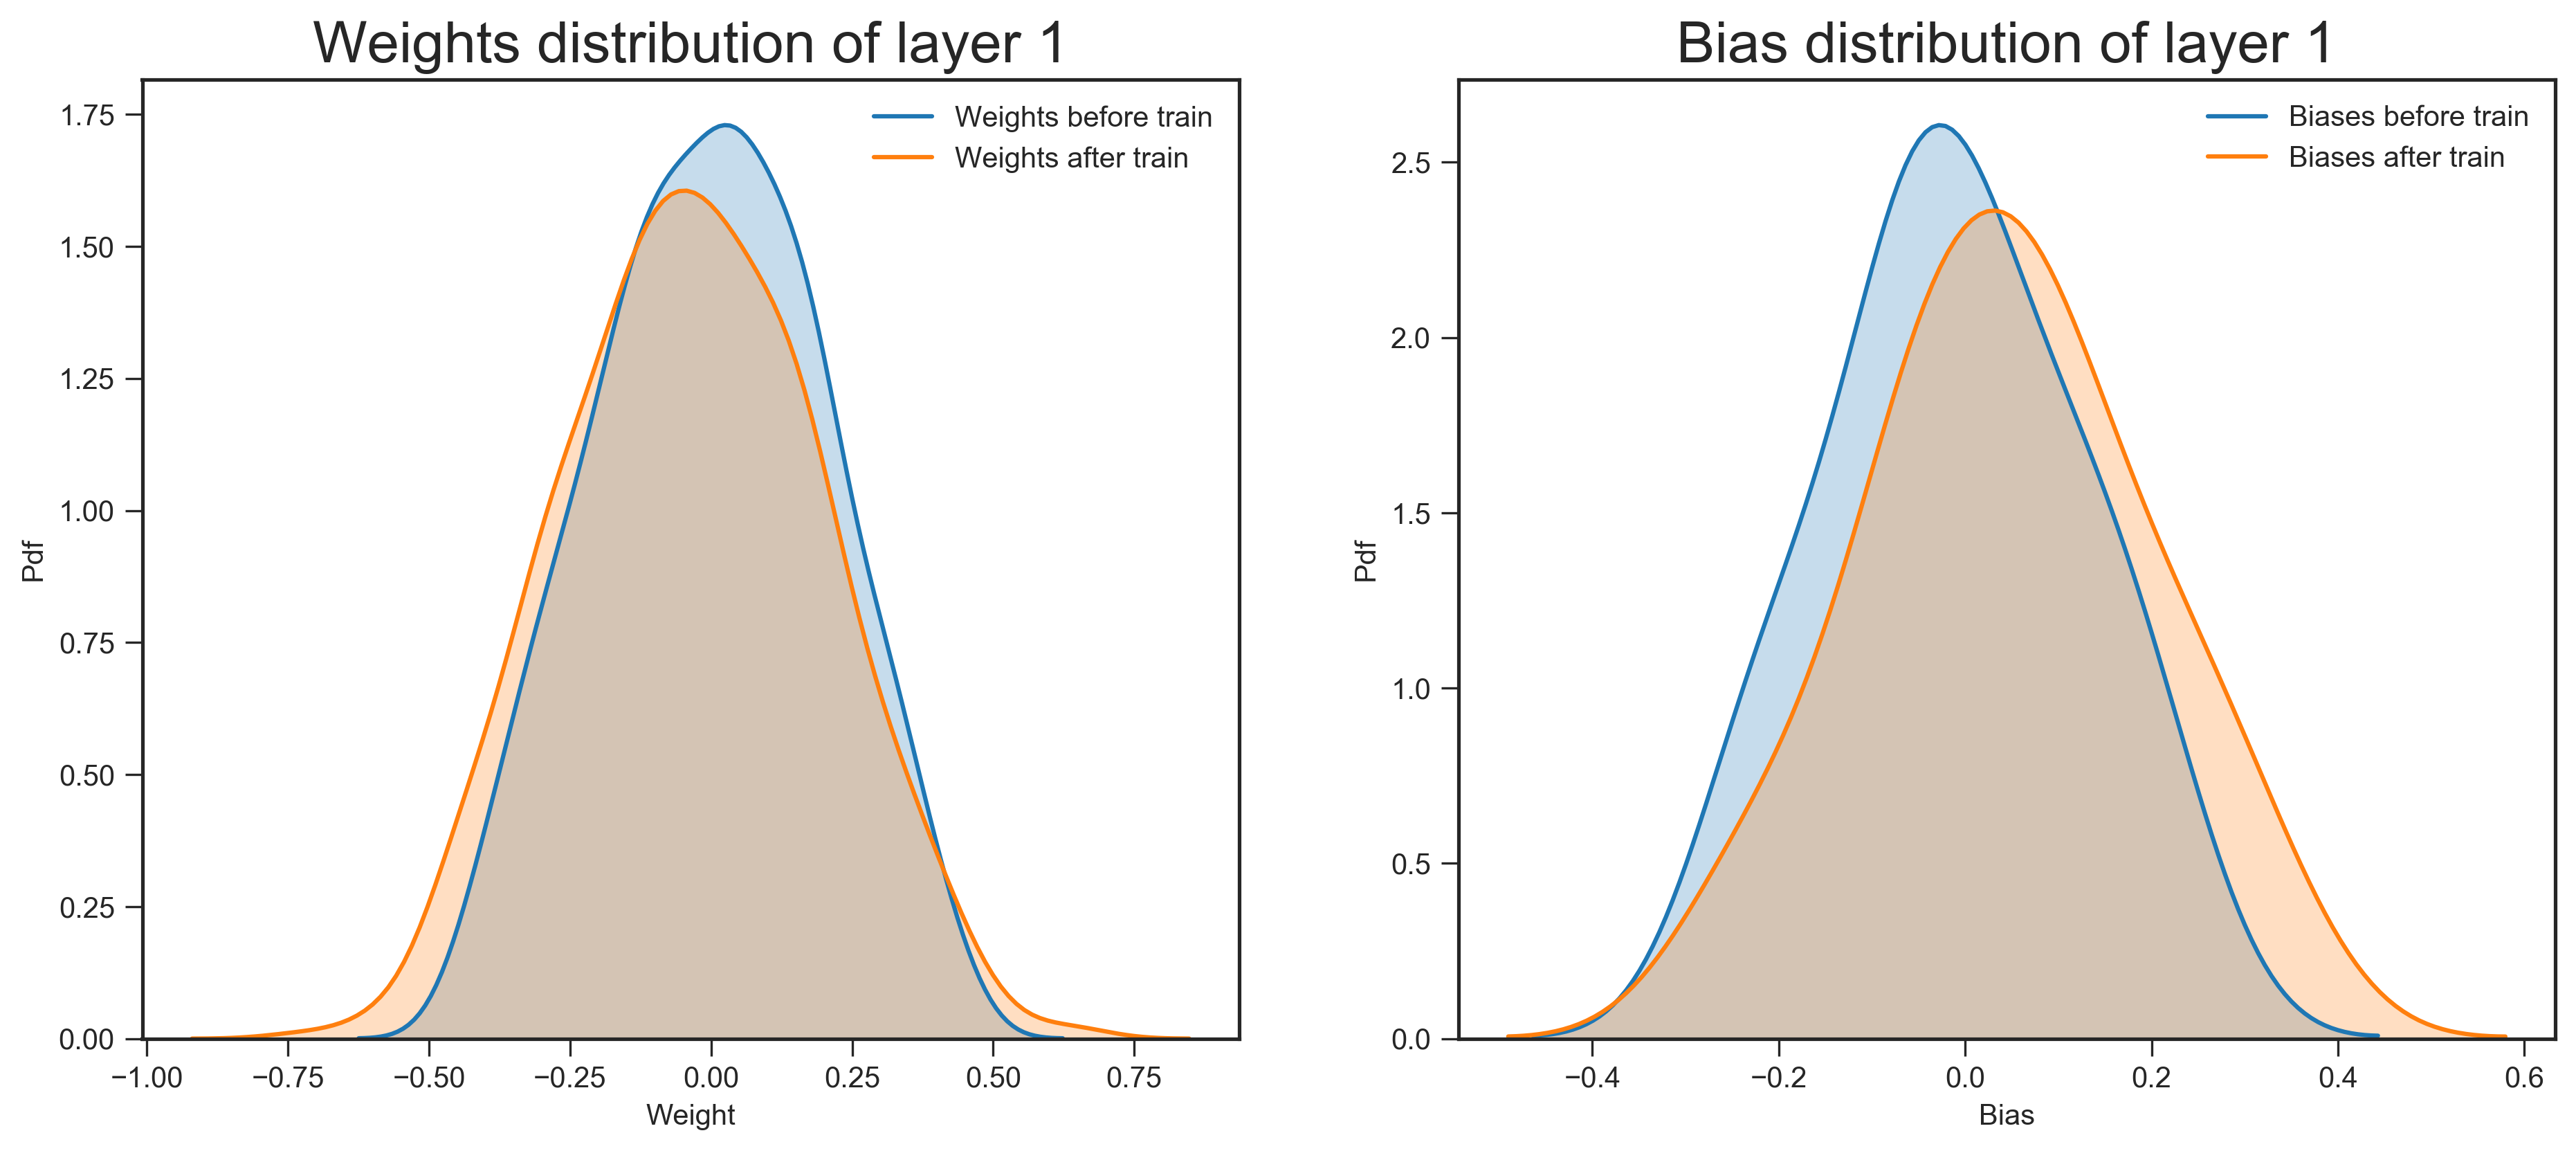 Weights distribution of layer 1
Weights before train
Weights after train
1.75
1.50
1.25
1.00
0.75
0.50
0.25
0.00
Pdf
−1.00 −0.75 −0.50 −0.25 0.00 0.25 0.50 0.75
Weight
Bias distribution of layer 1
Biases before train
Biases after train
2.5
2.0
1.5
1.0
0.5
0.0
Pdf
−0.4 −0.2 0.0 0.2 0.4 0.6
Bias